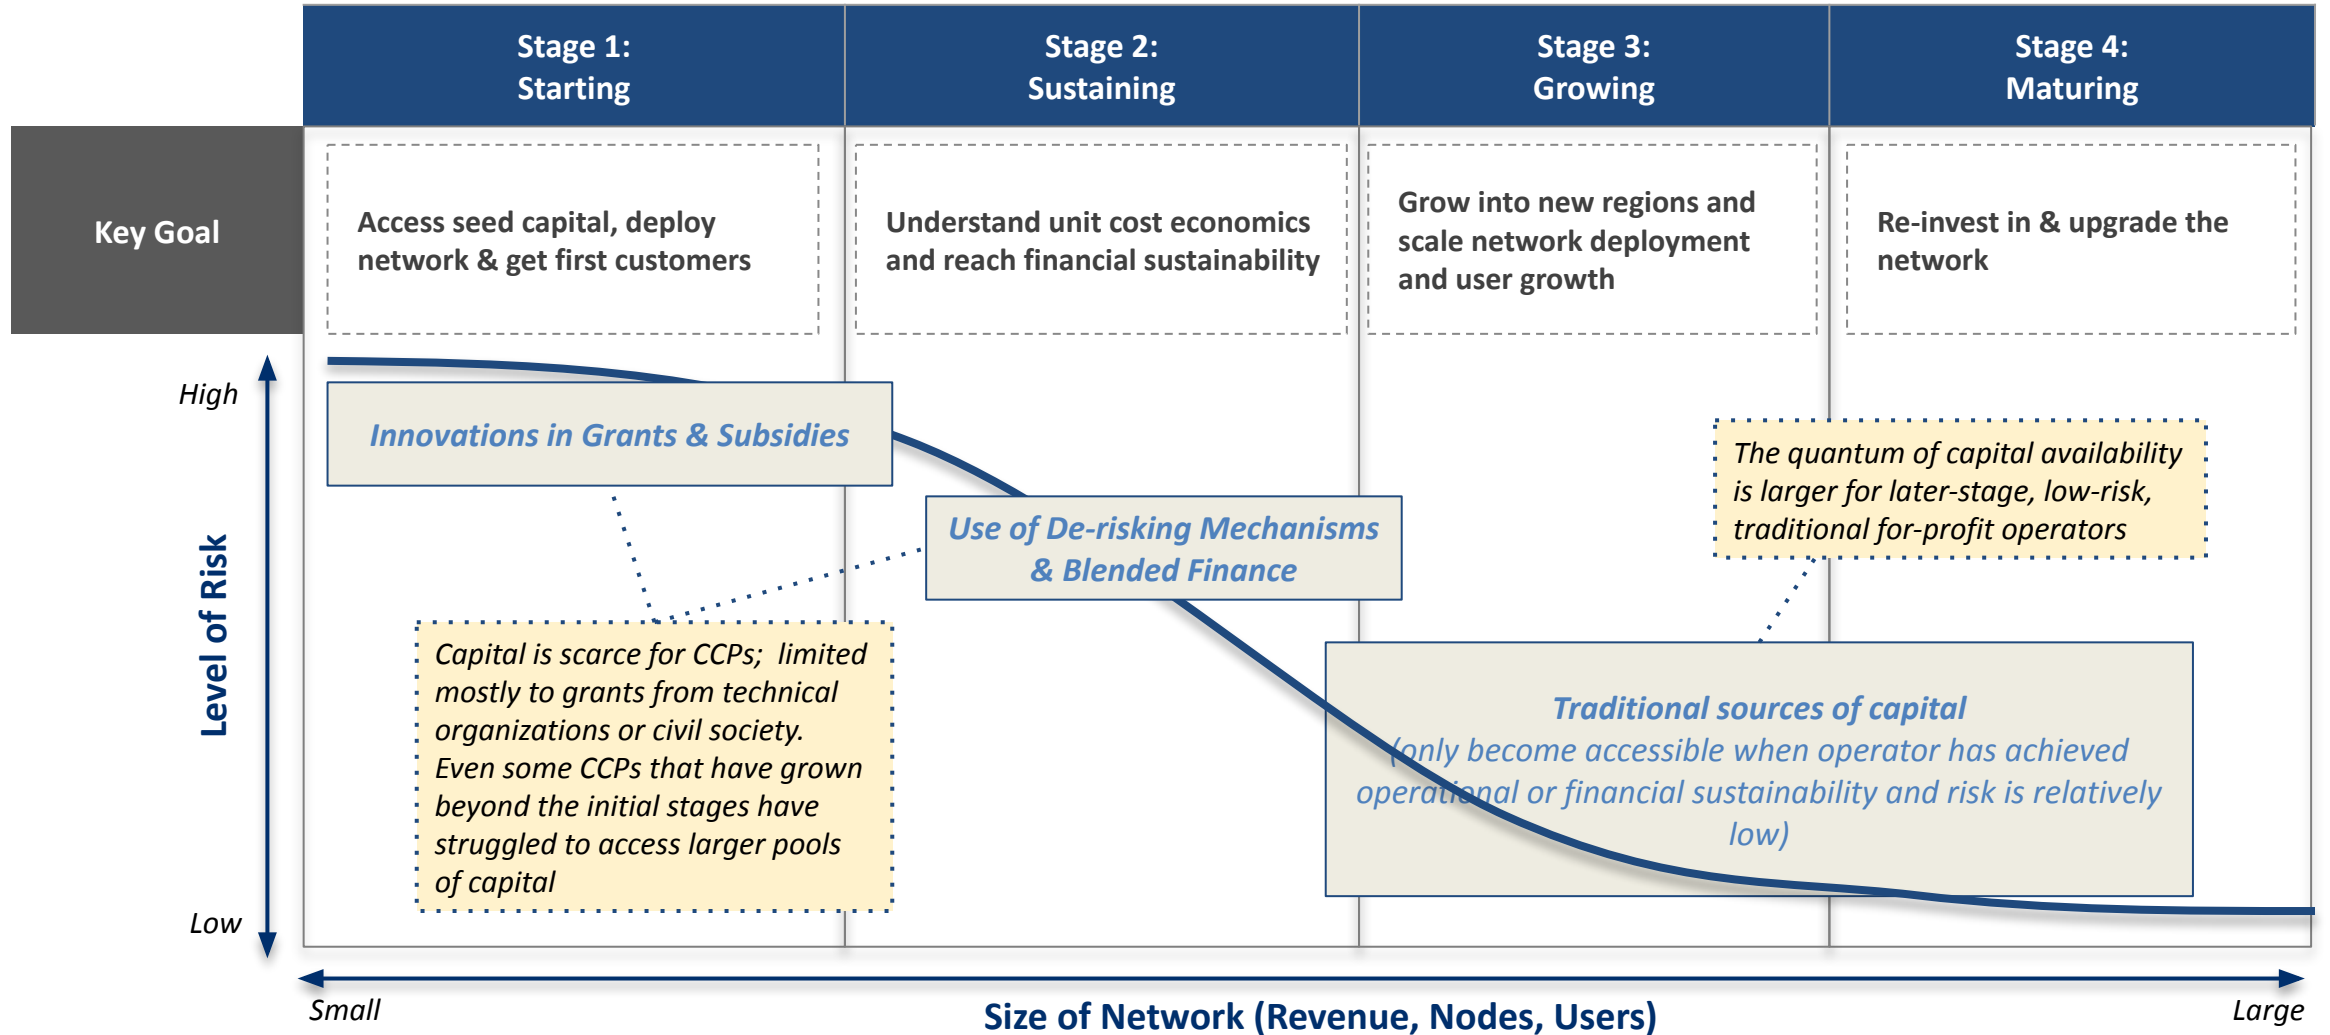 Stage 1:
Starting
Stage 2:
Sustaining
Stage 3:
Growing
Stage 4:
Maturing
Key Goal
Access seed capital, deploy
network & get first customers
Understand unit cost economics
and reach financial sustainability
Grow into new regions and
scale network deployment
and user growth
Re-invest in & upgrade the
network
High
Level of Risk
Low
Innovations in Grants & Subsidies
Use of De-risking Mechanisms
& Blended Finance
The quantum of capital availability
is larger for later-stage, low-risk,
traditional for-profit operators
Capital is scarce for CCPs;  limited
mostly to grants from technical
organizations or civil society.
Even some CCPs that have grown
beyond the initial stages have
struggled to access larger pools
of capital
Traditional sources of capital
(only become accessible when operator has achieved
operational or financial sustainability and risk is relatively
low)
Small
Size of Network (Revenue, Nodes, Users)
Large